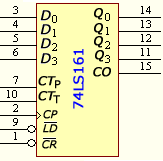 3 D0 Q0 14
4 D1 Q1 13
5 D2 Q2 12
6 D3 Q3 11
CO 15
7 CTP
10 CTT
2 CP
9 LD
1 CR
74LS161